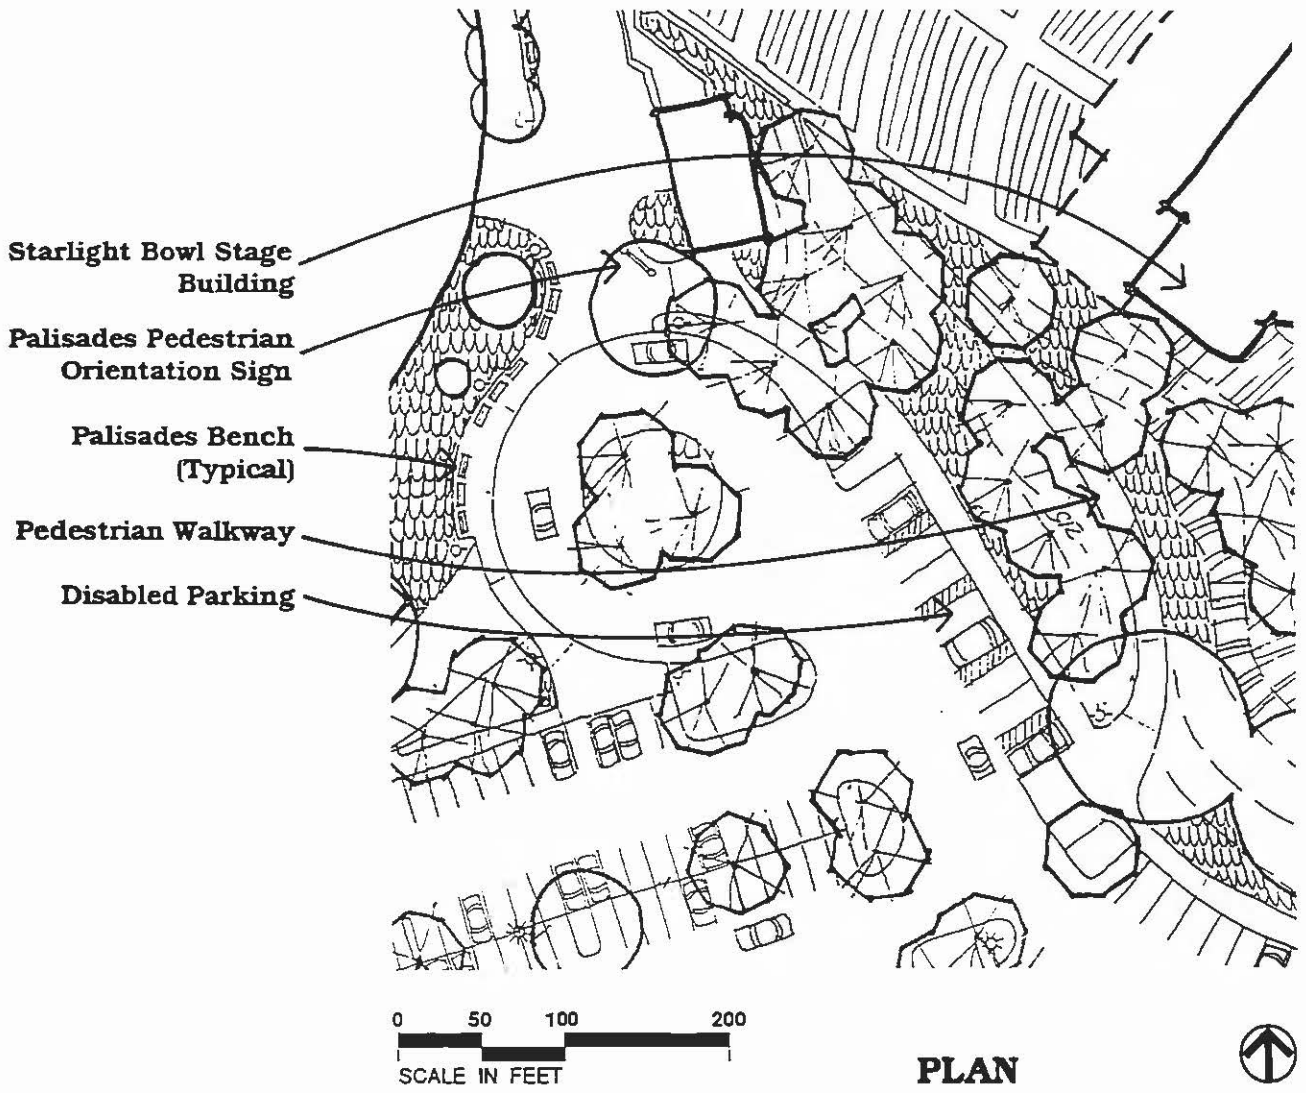 Starlight Bowl Stage
Building
Palisades Pedestrian
Orientation Sign
Palisades Bench
(Typical)
Pedestrian Walkway
Disabled Parking
0 50 100 200
SCALE IN FEET
PLAN